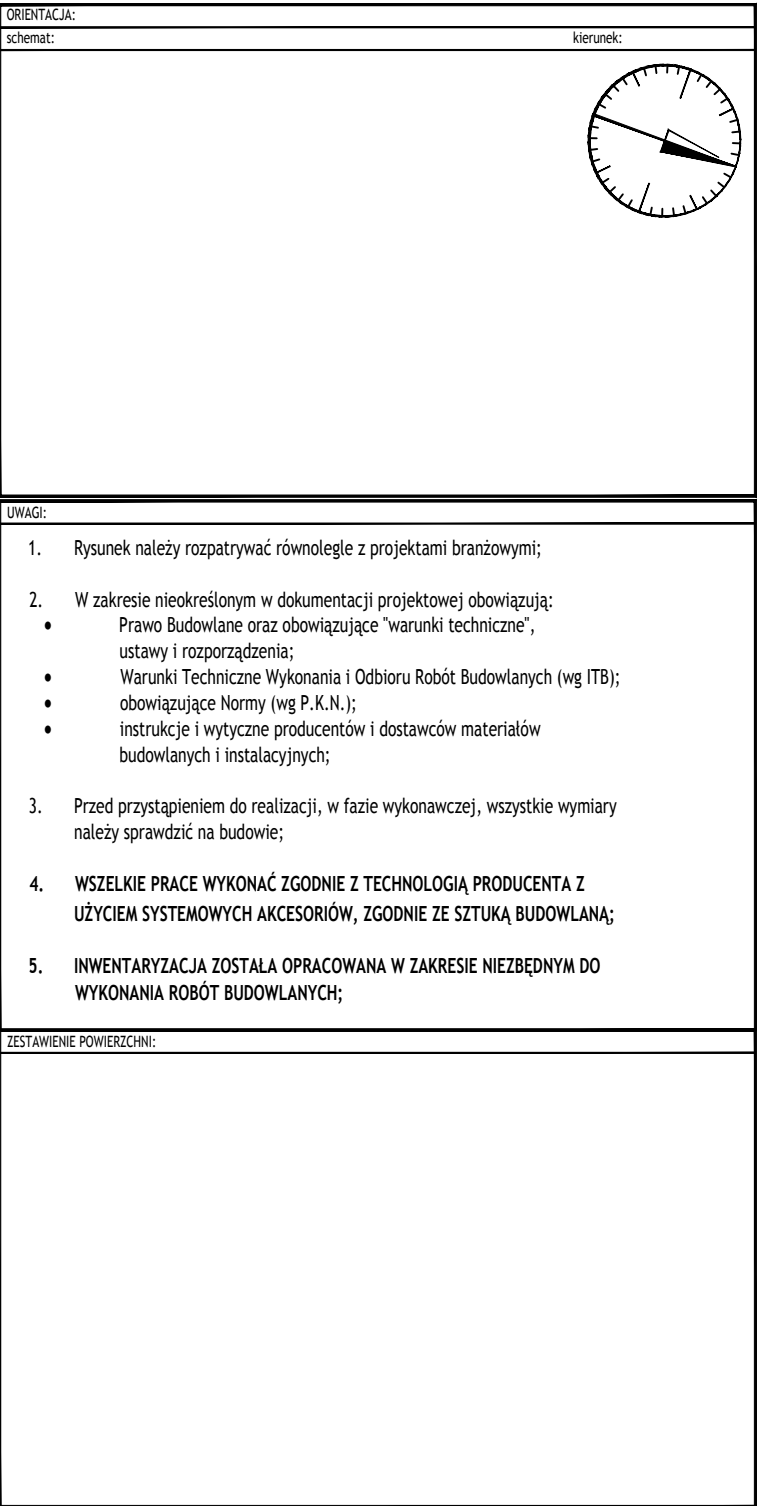 ORIENTACJA:
schemat: kierunek:
UWAGI:
1. Rysunek należy rozpatrywać równolegle z projektami branżowymi;
2. W zakresie nieokreślonym w dokumentacji projektowej obowiązują:
• Prawo Budowlane oraz obowiązujące "warunki techniczne",
ustawy i rozporządzenia;
• Warunki Techniczne Wykonania i Odbioru Robót Budowlanych (wg ITB);
• obowiązujące Normy (wg P.K.N.);
• instrukcje i wytyczne producentów i dostawców materiałów
budowlanych i instalacyjnych;
3. Przed przystąpieniem do realizacji, w fazie wykonawczej, wszystkie wymiary
należy sprawdzić na budowie;
4. WSZELKIE PRACE WYKONAĆ ZGODNIE Z TECHNOLOGIĄ PRODUCENTA Z
UŻYCIEM SYSTEMOWYCH AKCESORIÓW, ZGODNIE ZE SZTUKĄ BUDOWLANĄ;
5. INWENTARYZACJA ZOSTAŁA OPRACOWANA W ZAKRESIE NIEZBĘDNYM DO
WYKONANIA ROBÓT BUDOWLANYCH;
ZESTAWIENIE POWIERZCHNI: